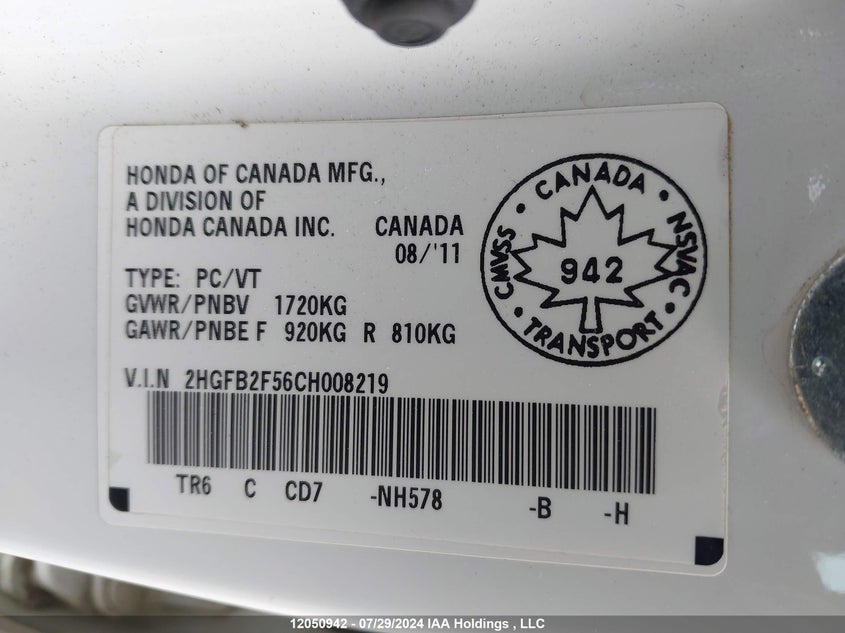 HONDA OF CANADA MFG.,
A DIVISION OF
HONDA CANADA INC. CANADA
08/'11
TYPE: PC/VT
GVWR/PNBV 1720KG
GAWR/PNBE F 920KG R 810KG
V.I.N 2HGFB2F56CH008219
TR6 C CD7 -NH578 -B -H
CANADA
CMVSS • NSVAC
942
TRANSPORT
12050942 - 07/29/2024 IAA Holdings , LLC